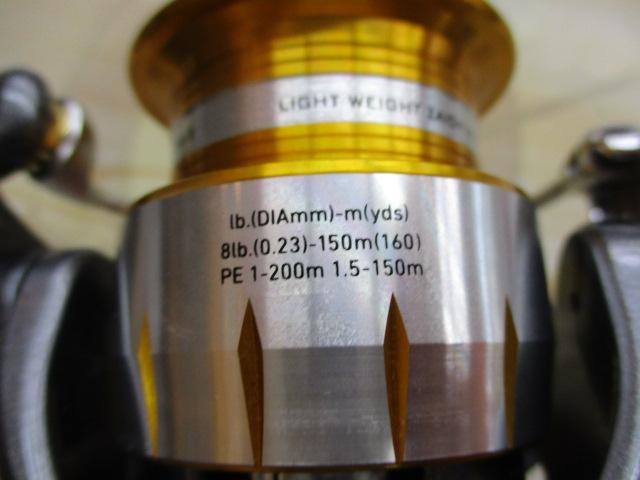 LIGHT WEIGHT
lb.(DIAmm)-m(yds)
8lb.(0.23)-150m(160)
PE 1-200m 1.5-150m